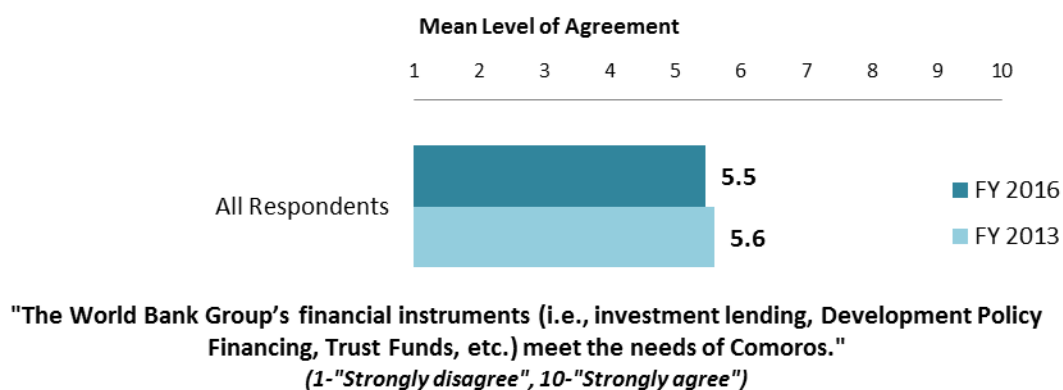 Mean Level of Agreement
1 2 3 4 5 6 7 8 9 10
5.5
All Respondents
5.6
FY 2016
FY 2013
"The World Bank Group’s financial instruments (i.e., investment lending, Development Policy
Financing, Trust Funds, etc.) meet the needs of Comoros."
(1-"Strongly disagree", 10-"Strongly agree")